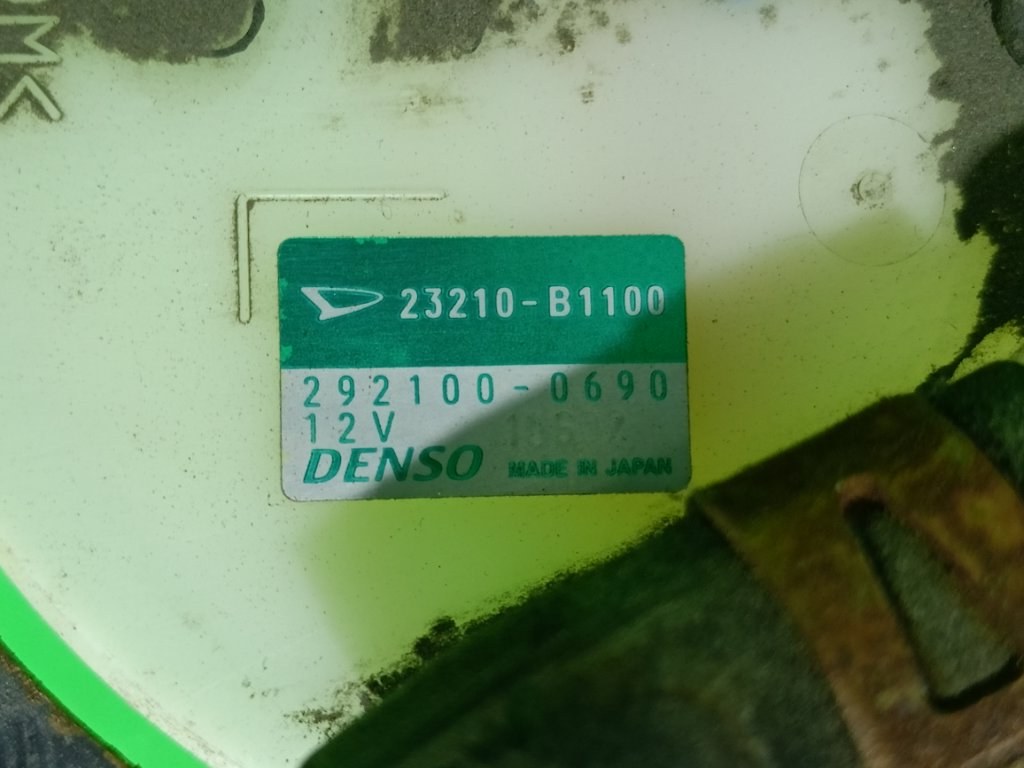 23210-B1100
292100-0690
12V
DENSO MADE IN JAPAN